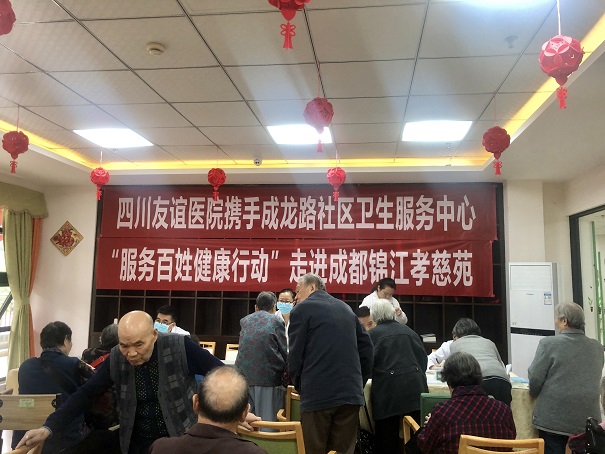 四川友谊医院携手成龙路社区卫生服务中心
“服务百姓健康行动”走进成都锦江孝慈苑